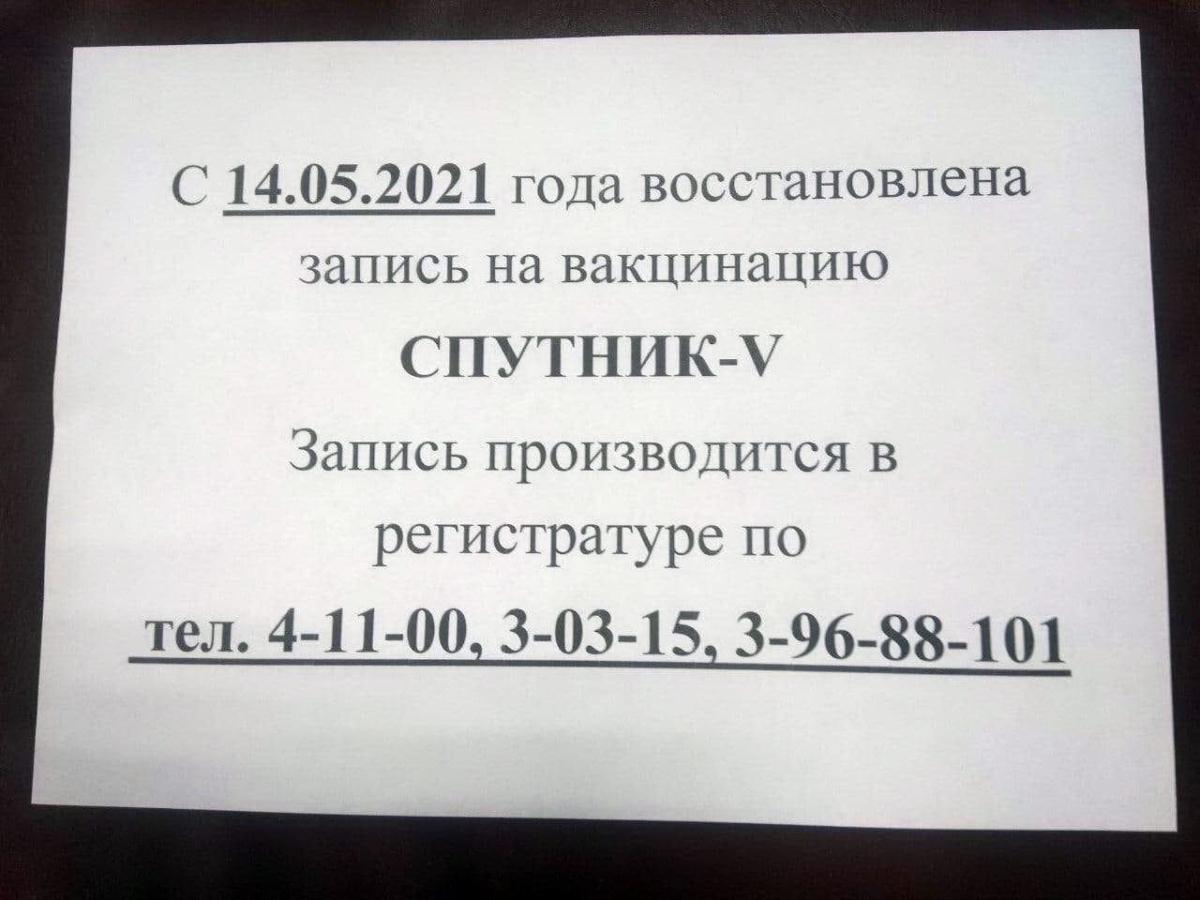 С 14.05.2021 года восстановлена
запись на вакцинацию
СПУТНИК-V
Запись производится в
регистратуре по
тел. 4-11-00, 3-03-15, 3-96-88-101